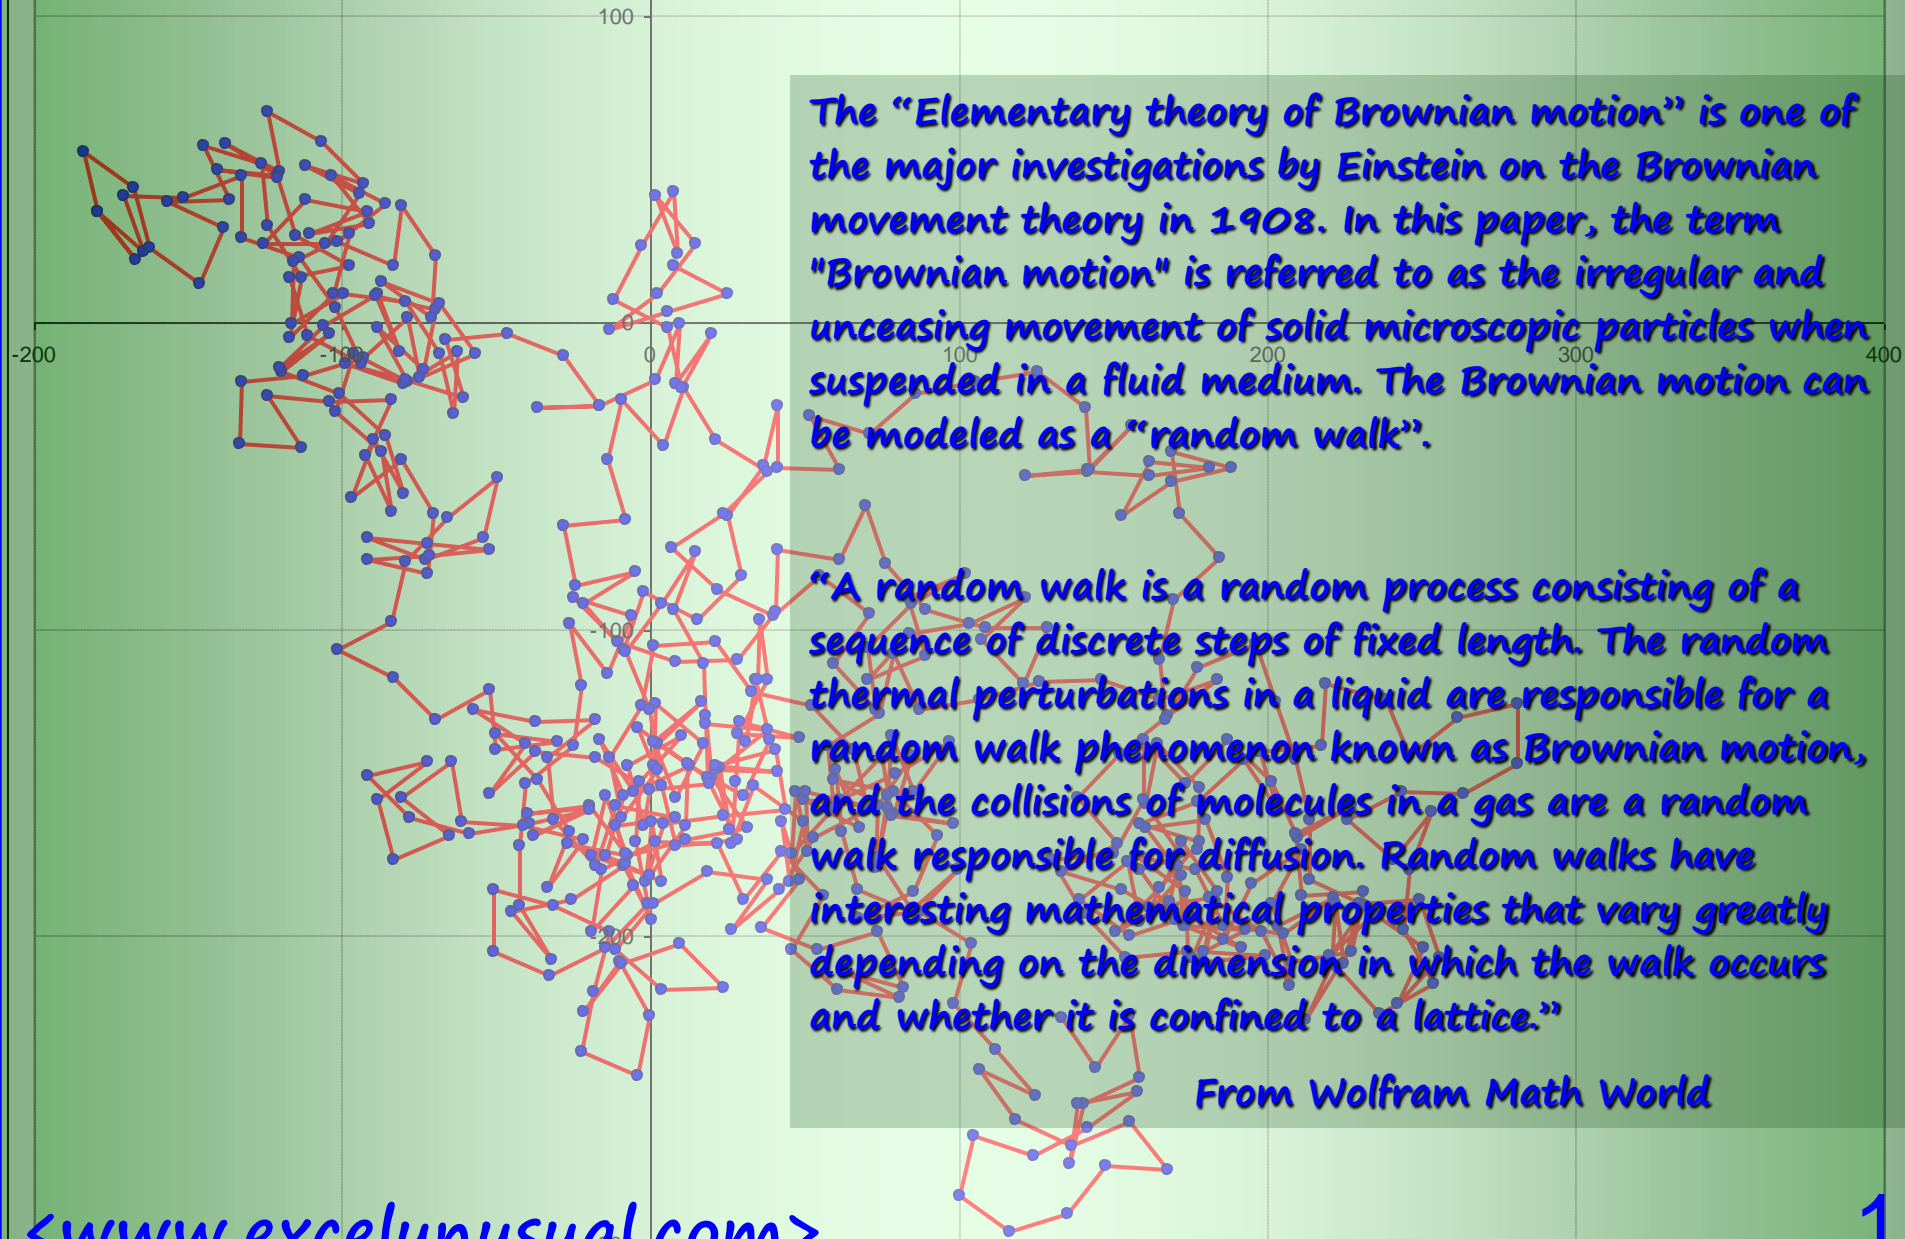 100
The “Elementary theory of Brownian motion” is one of
the major investigations by Einstein on the Brownian
movement theory in 1908. In this paper, the term
"Brownian motion" is referred to as the irregular and
unceasing movement of solid microscopic particles when
suspended in a fluid medium. The Brownian motion can
be modeled as a “random walk”.
0
-200 -100 0 100 200 300 400
“A random walk is a random process consisting of a
sequence of discrete steps of fixed length. The random
thermal perturbations in a liquid are responsible for a
random walk phenomenon known as Brownian motion,
and the collisions of molecules in a gas are a random
walk responsible for diffusion. Random walks have
interesting mathematical properties that vary greatly
depending on the dimension in which the walk occurs
and whether it is confined to a lattice.”
From Wolfram Math World
-100
-200
<www.excelunusual.com>
1